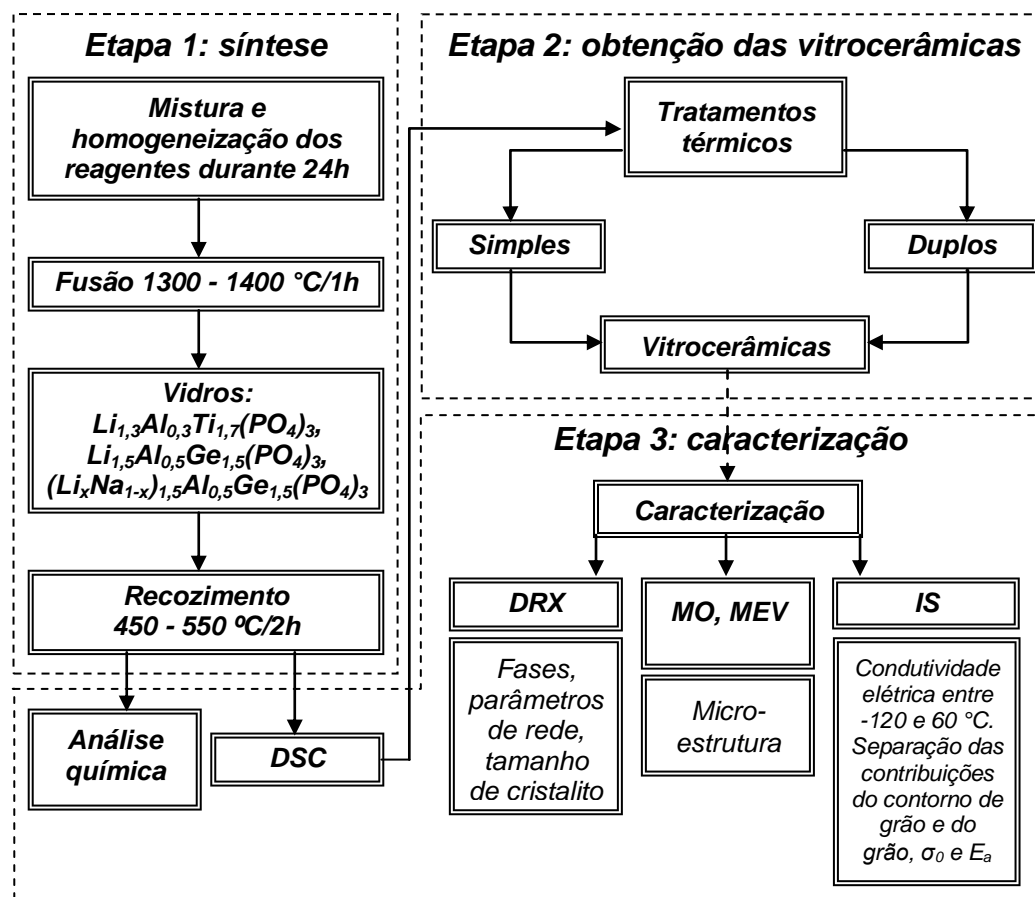 Etapa 1: síntese
Mistura e
homogeneização dos
reagentes durante 24h
Fusão 1300 - 1400 °C/1h
Vidros:
Li1,3Al0,3Ti1,7(PO4)3,
Li1,5Al0,5Ge1,5(PO4)3,
(LixNa1-x)1,5Al0,5Ge1,5(PO4)3
Recozimento
450 - 550 ºC/2h
Análise
química
DSC
Etapa 2: obtenção das vitrocerâmicas
Tratamentos
térmicos
Simples
Duplos
Vitrocerâmicas
Etapa 3: caracterização
Caracterização
DRX
Fases,
parâmetros
de rede,
tamanho
de cristalito
MO, MEV
Micro-
estrutura
IS
Condutividade
elétrica entre
-120 e 60 °C.
Separação das
contribuições
do contorno de
grão e do
grão, σ0 e Ea